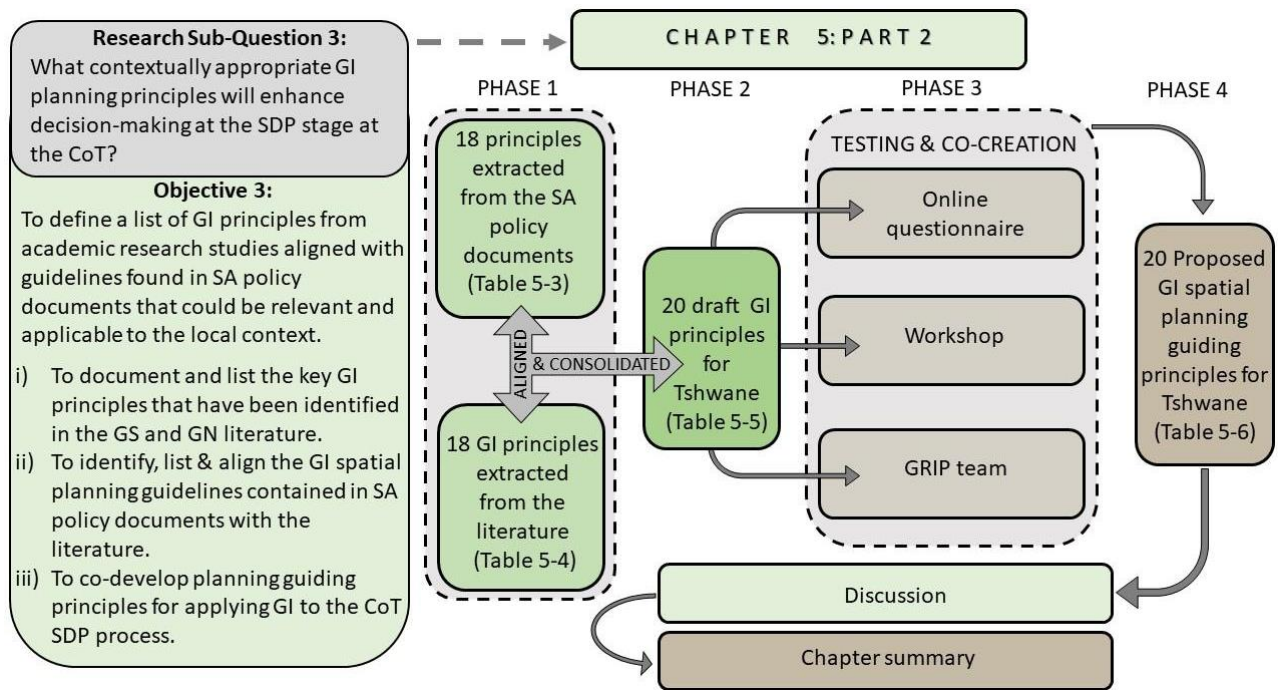 Research Sub-Question 3:
What contextually appropriate GI
planning principles will enhance
decision-making at the SDP stage at
the CoT?
Objective 3:
To define a list of GI principles from
academic research studies aligned with
guidelines found in SA policy
documents that could be relevant and
applicable to the local context.
i) To document and list the key GI
principles that have been identified
in the GS and GN literature.
ii) To identify, list & align the GI spatial
planning guidelines contained in SA
policy documents with the
literature.
iii) To co-develop planning guiding
principles for applying GI to the CoT
SDP process.
CHAPTER 5: PART 2
PHASE 1
18 principles
extracted
from the SA
policy
documents
(Table 5-3)
ALIGNED
& CONSOLIDATED
18 GI principles
extracted
from the
literature
(Table 5-4)
PHASE 2
20 draft GI
principles
for
Tshwane
(Table 5-5)
PHASE 3
TESTING & CO-CREATION
Online
questionnaire
Workshop
GRIP team
PHASE 4
20 Proposed
GI spatial
planning
guiding
principles for
Tshwane
(Table 5-6)
Discussion
Chapter summary